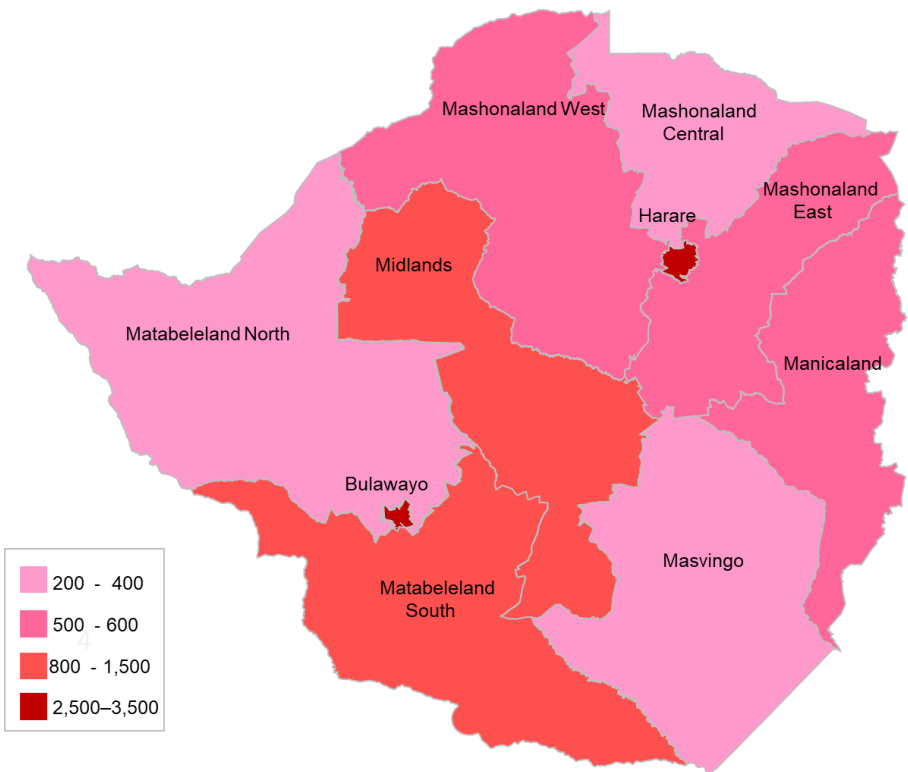 Mashonaland West
Mashonaland
Central
Mashonaland
East
Harare
Midlands
Matabeleland North
Manicaland
Bulawayo
Masvingo
Matabeleland
South
200 - 400
500 - 600
4
800 - 1,500
2,500–3,500